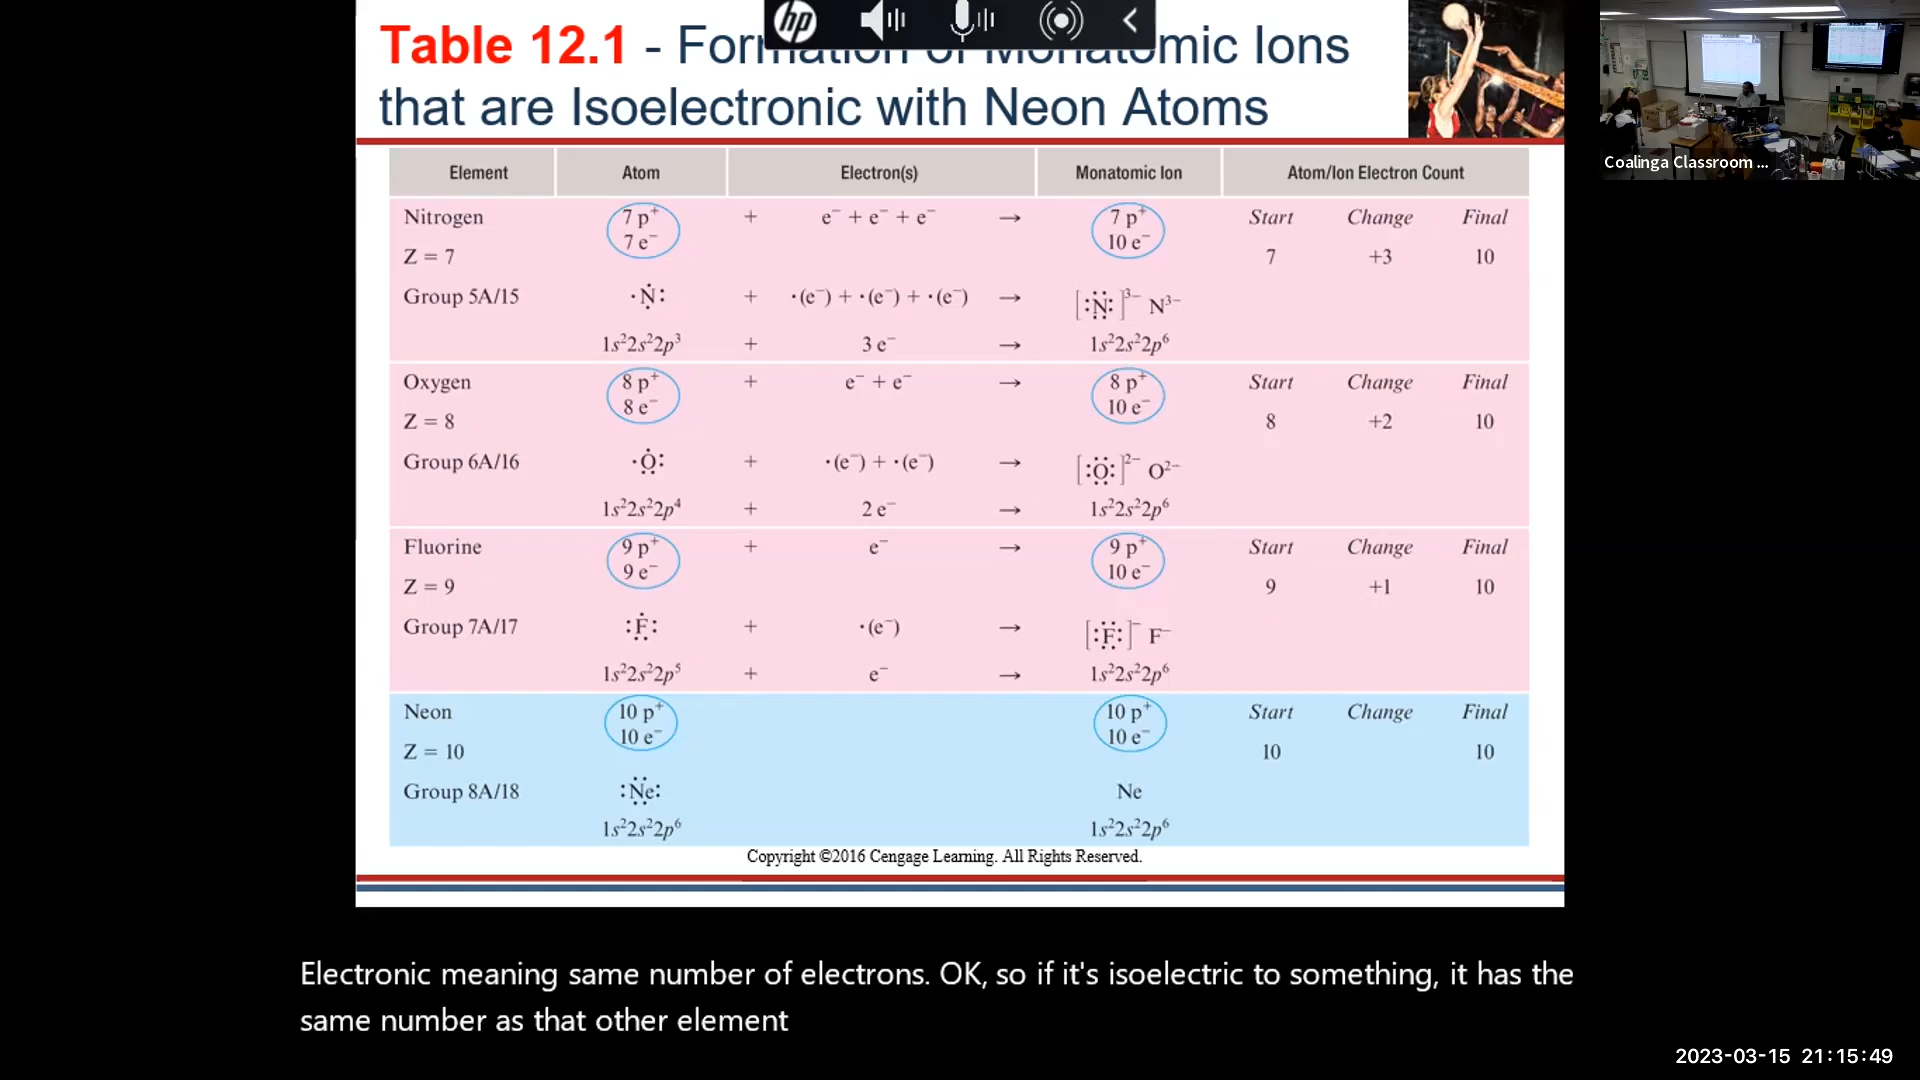 hp
Table 12.1 - Formation of Monatomic Ions
that are Isoelectronic with Neon Atoms
Coalinga Classroom ...
Element Atom Electron(s) Monatomic Ion Atom/Ion Electron Count
Nitrogen 7 p⁺ + e⁻ + e⁻ + e⁻ → 7 p⁺ Start Change Final
7 e⁻ 10 e⁻
Z = 7 7 +3 10
Group 5A/15 ·N: + ·(e⁻) + ·(e⁻) + ·(e⁻) → [:N:]³⁻ N³⁻
1s²2s²2p³ + 3 e⁻ → 1s²2s²2p⁶
Oxygen 8 p⁺ + e⁻ + e⁻ → 8 p⁺ Start Change Final
8 e⁻ 10 e⁻
Z = 8 8 +2 10
Group 6A/16 ·O: + ·(e⁻) + ·(e⁻) → [:O:]²⁻ O²⁻
1s²2s²2p⁴ + 2 e⁻ → 1s²2s²2p⁶
Fluorine 9 p⁺ + e⁻ → 9 p⁺ Start Change Final
9 e⁻ 10 e⁻
Z = 9 9 +1 10
Group 7A/17 :F: + ·(e⁻) → [:F:]⁻ F⁻
1s²2s²2p⁵ + e⁻ → 1s²2s²2p⁶
Neon 10 p⁺ 10 p⁺ Start Change Final
10 e⁻ 10 e⁻
Z = 10 10 10
Group 8A/18 :Ne: Ne
1s²2s²2p⁶ 1s²2s²2p⁶
Copyright ©2016 Cengage Learning. All Rights Reserved.
Electronic meaning same number of electrons. OK, so if it's isoelectric to something, it has the
same number as that other element
2023-03-15 21:15:49